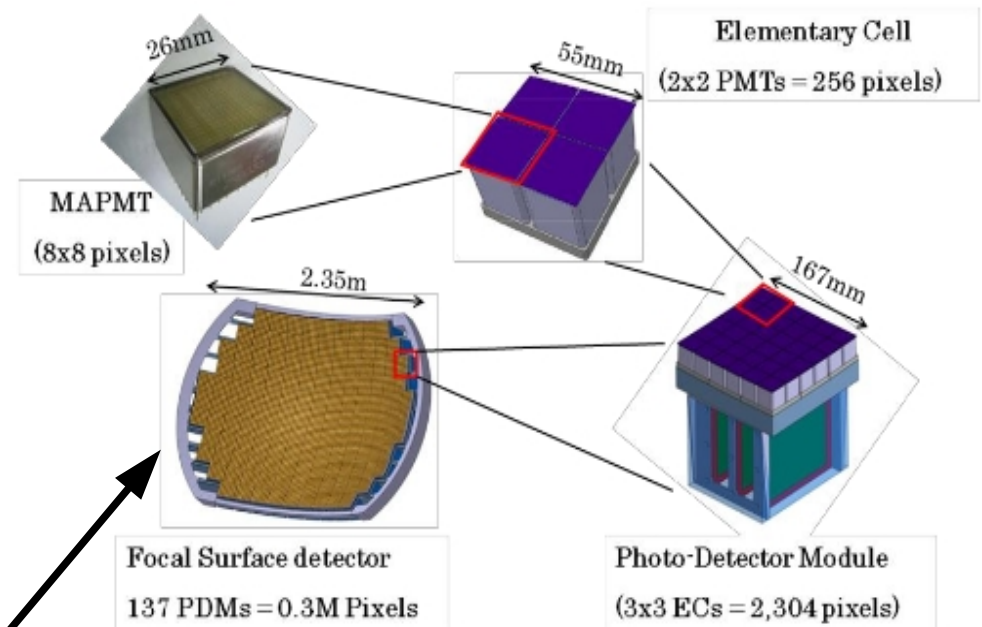 26mm
MAPMT
(8x8 pixels)
55mm
Elementary Cell
(2x2 PMTs = 256 pixels)
167mm
2.35m
Focal Surface detector
137 PDMs = 0.3M Pixels
Photo-Detector Module
(3x3 ECs = 2,304 pixels)